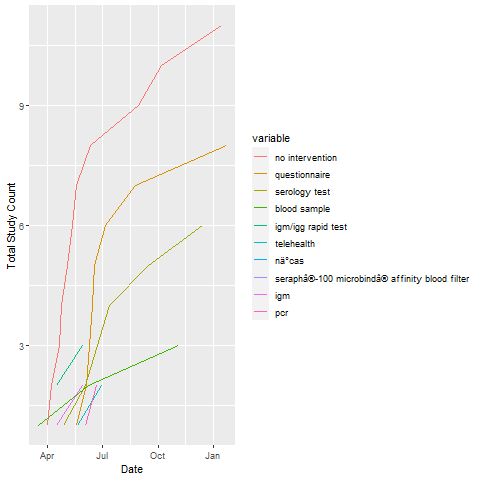 9
6
3
Total Study Count
Apr
Jul
Oct
Jan
Date
variable
no intervention
questionnaire
serology test
blood sample
igm/igg rapid test
telehealth
nã°cas
seraphâ®-100 microbindâ® affinity blood filter
igm
pcr